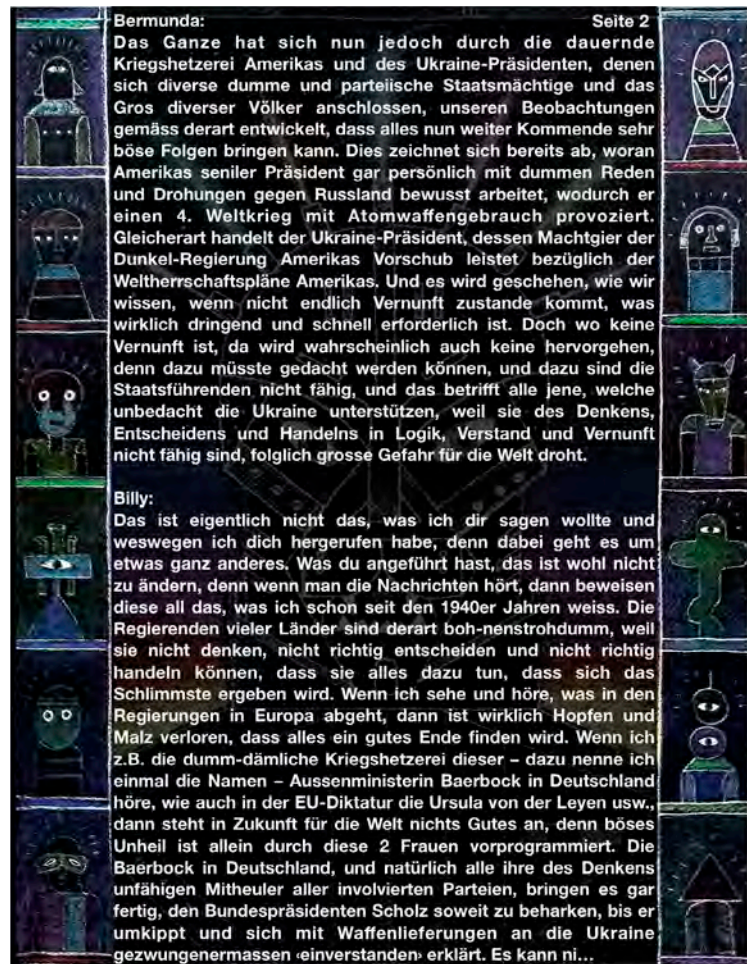 Bermunda: Seite 2
Das Ganze hat sich nun jedoch durch die dauernde
Kriegshetzerei Amerikas und des Ukraine-Präsidenten, denen
sich diverse dumme und parteiische Staatsmächtige und das
Gros diverser Völker anschlossen, unseren Beobachtungen
gemäss derart entwickelt, dass alles nun weiter Kommende sehr
böse Folgen bringen kann. Dies zeichnet sich bereits ab, woran
Amerikas seniler Präsident gar persönlich mit dummen Reden
und Drohungen gegen Russland bewusst arbeitet, wodurch er
einen 4. Weltkrieg mit Atomwaffengebrauch provoziert.
Gleicherart handelt der Ukraine-Präsident, dessen Machtgier der
Dunkel-Regierung Amerikas Vorschub leistet bezüglich der
Weltherrschaftspläne Amerikas. Und es wird geschehen, wie wir
wissen, wenn nicht endlich Vernunft zustande kommt, was
wirklich dringend und schnell erforderlich ist. Doch wo keine
Vernunft ist, da wird wahrscheinlich auch keine hervorgehen,
denn dazu müsste gedacht werden können, und dazu sind die
Staatsführenden nicht fähig, und das betrifft alle jene, welche
unbedacht die Ukraine unterstützen, weil sie des Denkens,
Entscheidens und Handelns in Logik, Verstand und Vernunft
nicht fähig sind, folglich grosse Gefahr für die Welt droht.
Billy:
Das ist eigentlich nicht das, was ich dir sagen wollte und
weswegen ich dich hergerufen habe, denn dabei geht es um
etwas ganz anderes. Was du angeführt hast, das ist wohl nicht
zu ändern, denn wenn man die Nachrichten hört, dann beweisen
diese all das, was ich schon seit den 1940er Jahren weiss. Die
Regierenden vieler Länder sind derart boh-nenstrohdumm, weil
sie nicht denken, nicht richtig entscheiden und nicht richtig
handeln können, dass sie alles dazu tun, dass sich das
Schlimmste ergeben wird. Wenn ich sehe und höre, was in den
Regierungen in Europa abgeht, dann ist wirklich Hopfen und
Malz verloren, dass alles ein gutes Ende finden wird. Wenn ich
z.B. die dumm-dämliche Kriegshetzerei dieser – dazu nenne ich
einmal die Namen – Aussenministerin Baerbock in Deutschland
höre, wie auch in der EU-Diktatur die Ursula von der Leyen usw.,
dann steht in Zukunft für die Welt nichts Gutes an, denn böses
Unheil ist allein durch diese 2 Frauen vorprogrammiert. Die
Baerbock in Deutschland, und natürlich alle ihre des Denkens
unfähigen Mitheuler aller involvierten Parteien, bringen es gar
fertig, den Bundespräsidenten Scholz soweit zu beharken, bis er
umkippt und sich mit Waffenlieferungen an die Ukraine
gezwungenermassen ‹einverstanden› erklärt. Es kann ni…